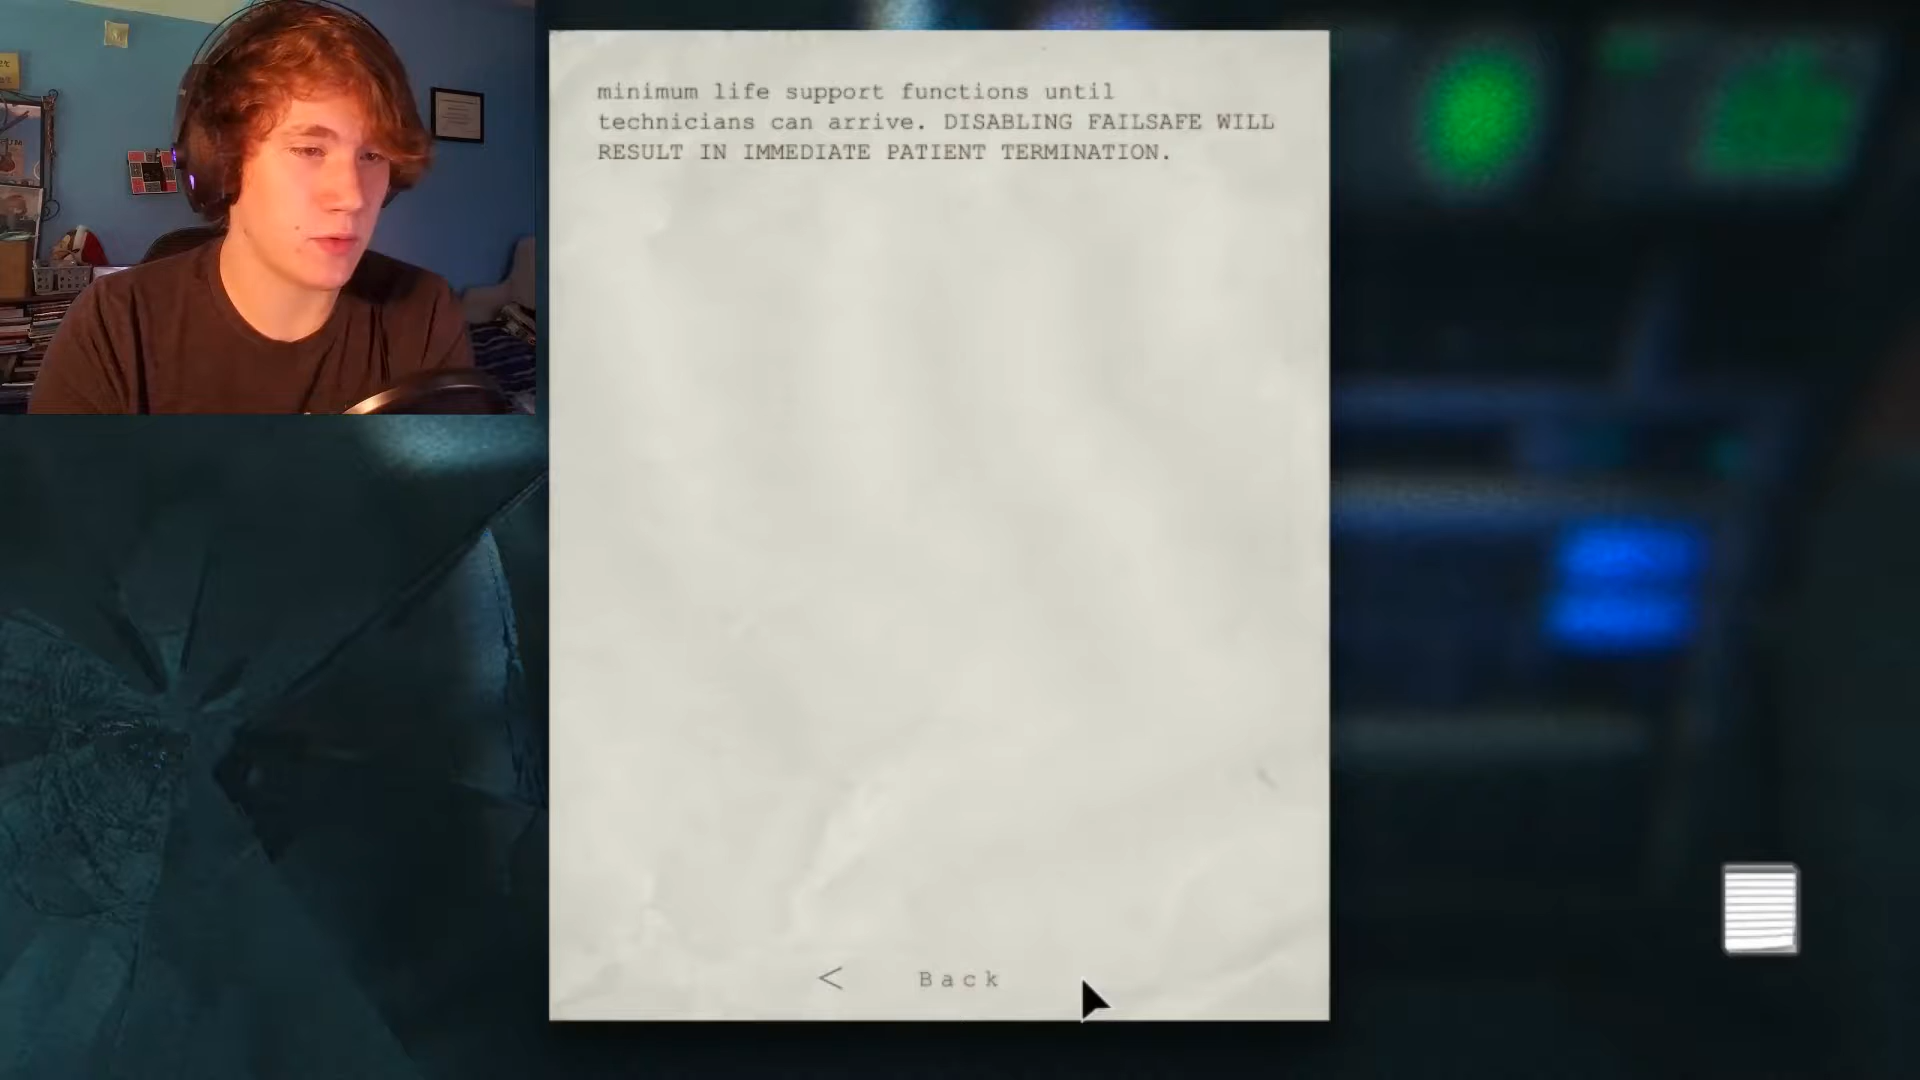 minimum life support functions until
technicians can arrive. DISABLING FAILSAFE WILL
RESULT IN IMMEDIATE PATIENT TERMINATION.
< Back